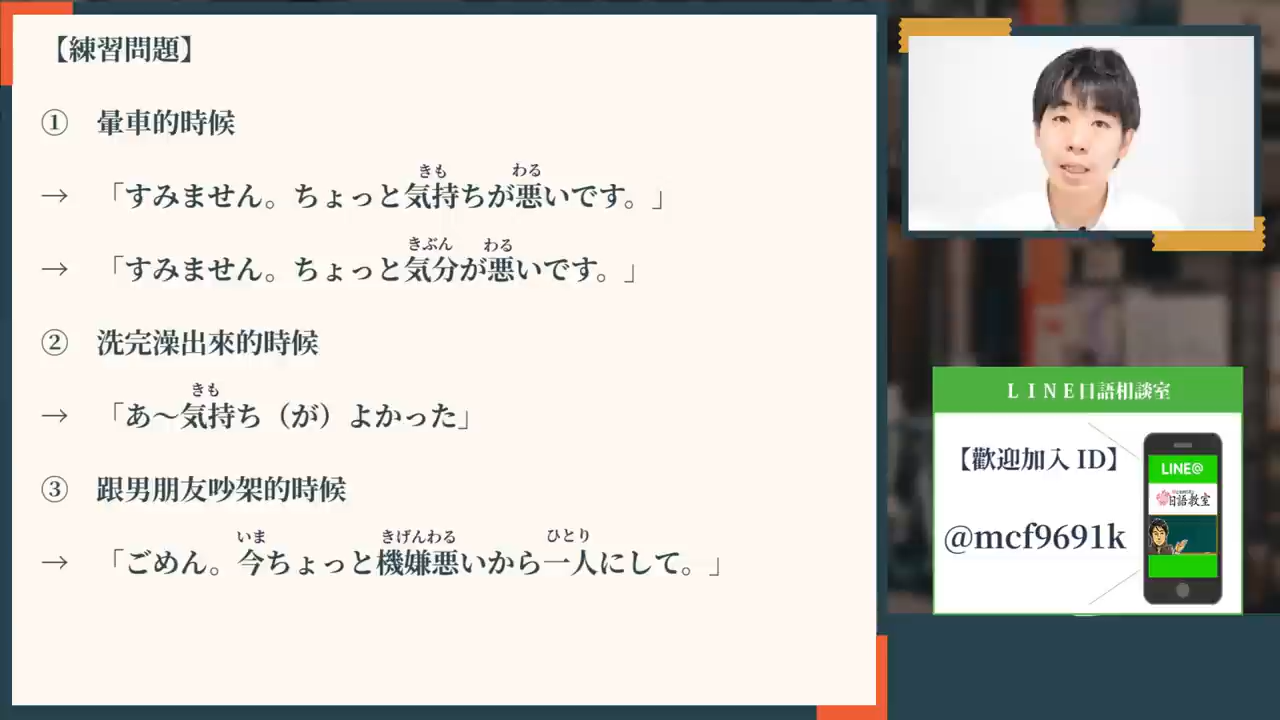 【練習問題】
① 暈車的時候
きも わる
→ 「すみません。ちょっと気持ちが悪いです。」
きぶん わる
→ 「すみません。ちょっと気分が悪いです。」
② 洗完澡出來的時候
きも
→ 「あ〜気持ち（が）よかった」
③ 跟男朋友吵架的時候
いま きげんわる ひとり
→ 「ごめん。今ちょっと機嫌悪いから一人にして。」
ＬＩＮＥ日語相談室
【歡迎加入 ID】
@mcf9691k
LINE@
日語教室